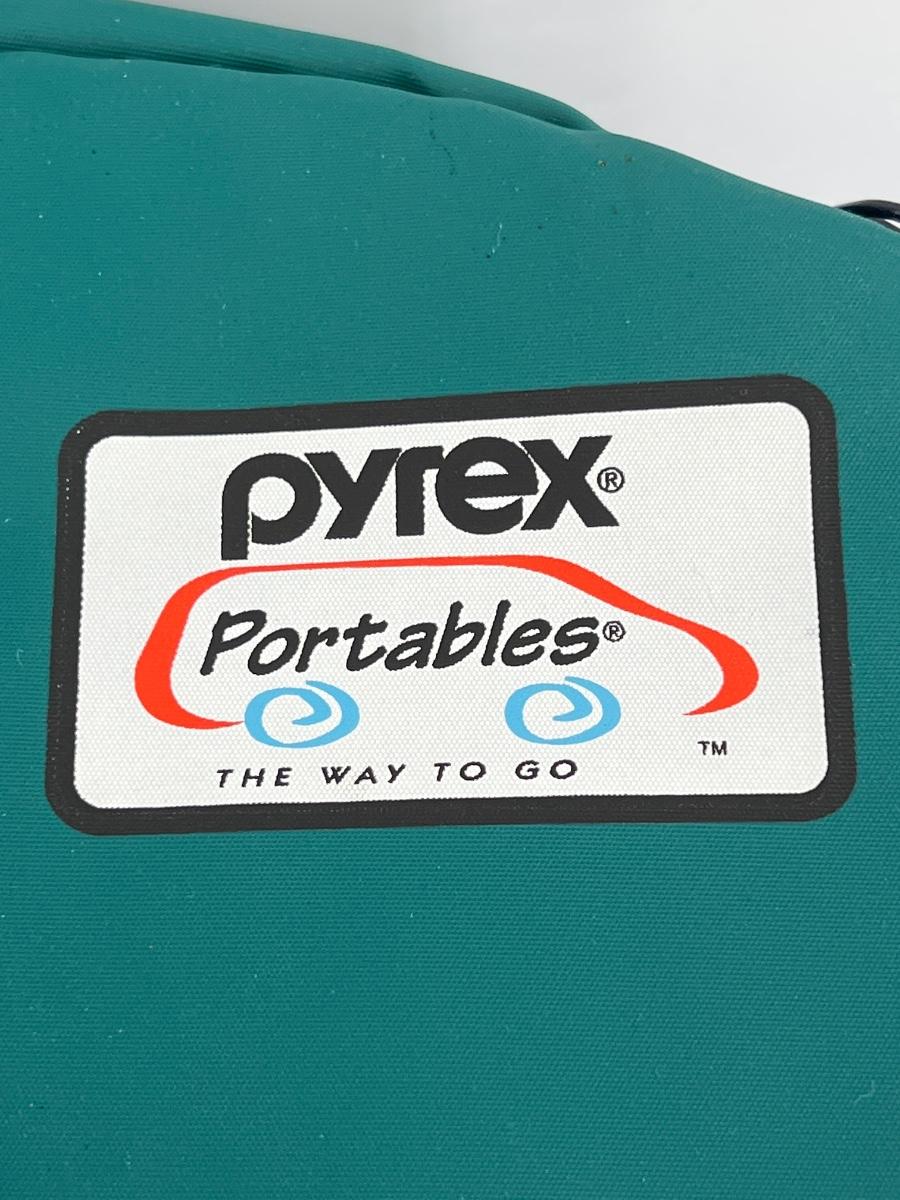 pyrex®
Portables®
TM
THE WAY TO GO